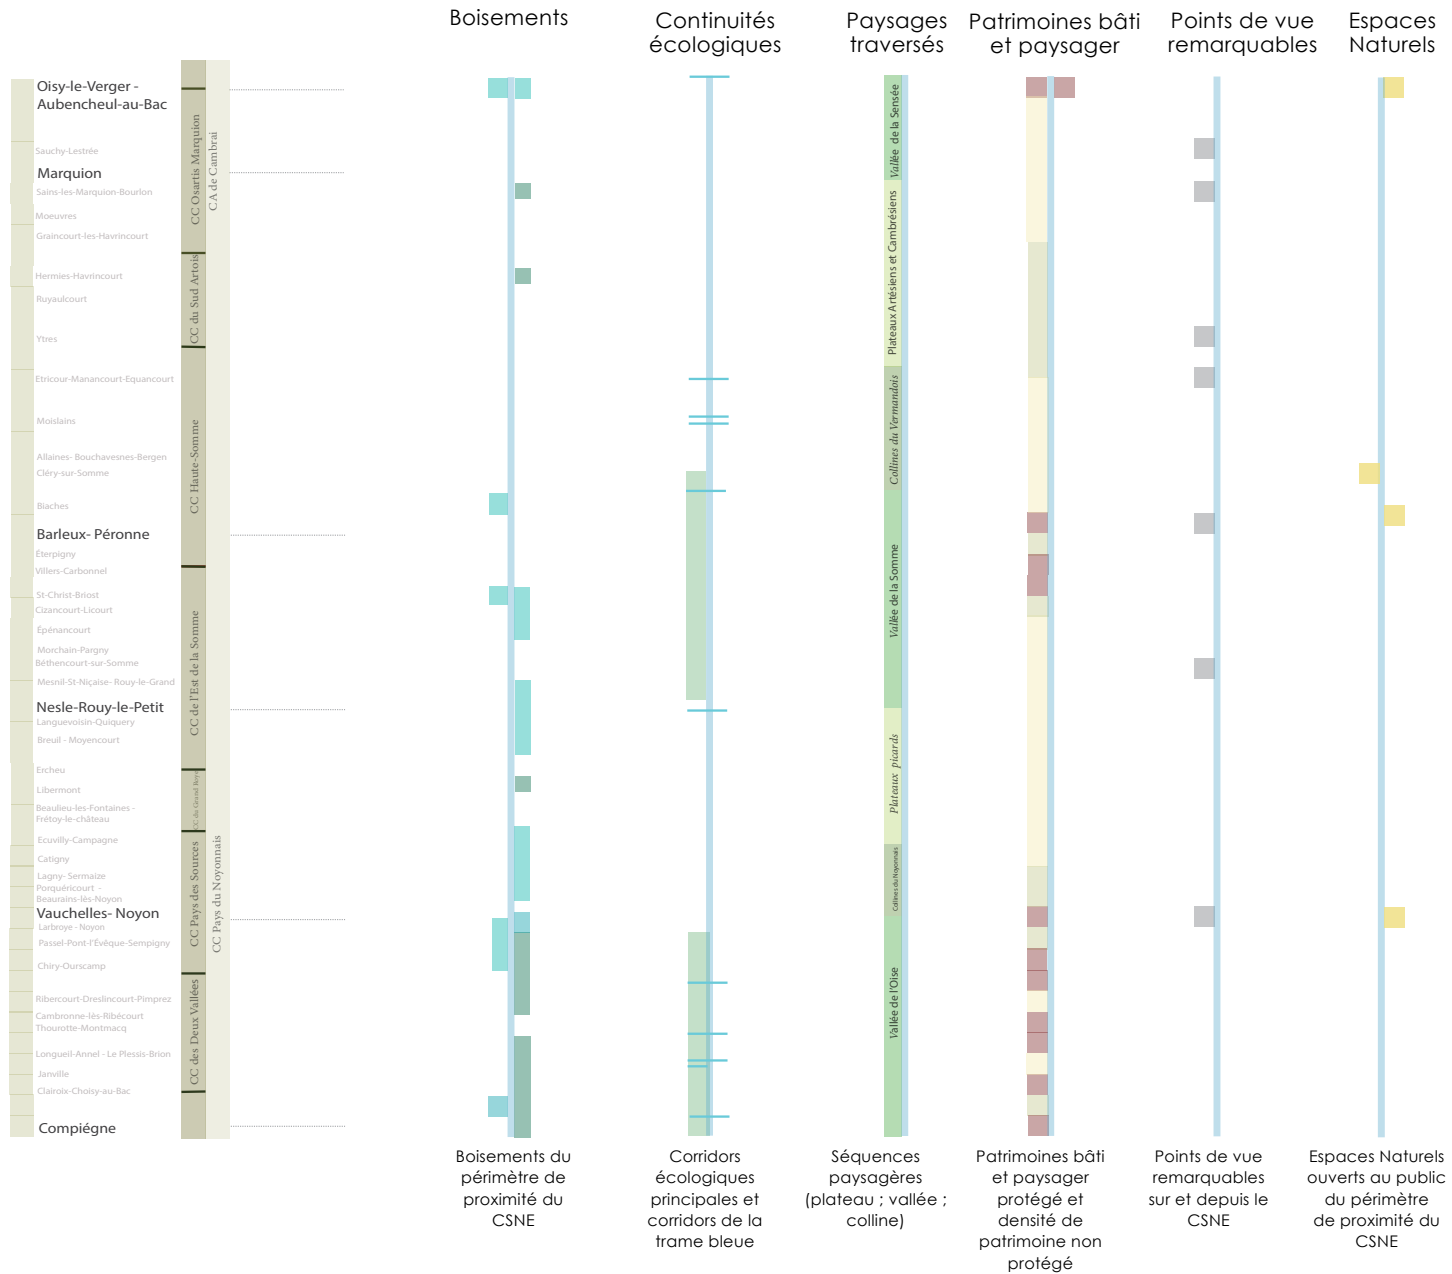 Boisements
Continuités
écologiques
Paysages
traversés
Patrimoines bâti
et paysager
Points de vue
remarquables
Espaces
Naturels
Oisy-le-Verger -
Aubencheul-au-Bac
Sauchy-Lestrée
Marquion
Sains-les-Marquion-Bourlon
Moeuvres
Graincourt-les-Havrincourt
Hermies-Havrincourt
Ruyaulcourt
Ytres
Etricour-Manancourt-Equancourt
Moislains
Allaines- Bouchavesnes-Bergen
Cléry-sur-Somme
Biaches
Barleux- Péronne
Éterpigny
Villers-Carbonnel
St-Christ-Briost
Cizancourt-Licourt
Épénancourt
Morchain-Pargny
Béthencourt-sur-Somme
Mesnil-St-Niçaise- Rouy-le-Grand
Nesle-Rouy-le-Petit
Languevoisin-Quiquery
Breuil - Moyencourt
Ercheu
Libermont
Beaulieu-les-Fontaines -
Frétoy-le-château
Ecuvilly-Campagne
Catigny
Lagny- Sermaize
Porquéricourt -
Beaurains-lès-Noyon
Vauchelles- Noyon
Larbroye - Noyon
Passel-Pont-l'Évêque-Sempigny
Chiry-Ourscamp
Ribercourt-Dreslincourt-Pimprez
Cambronne-lès-Ribécourt
Thourotte-Montmacq
Longueil-Annel - Le Plessis-Brion
Janville
Clairoix-Choisy-au-Bac
Compiégne
CC Osartis Marquion
CC du Sud Artois
CC Haute-Somme
CC de l'Est de la Somme
CC du Grand Roye
CC Pays des Sources
CC des Deux Vallées
CA de Cambrai
CC Pays du Noyonnais
Vallée de la Sensée
Plateaux Artésiens et Cambrésiens
Collines du Vermandois
Vallée de la Somme
Plateaux picards
Collines du Noyonnais
Vallée de l'Oise
Boisements du
périmètre de
proximité du
CSNE
Corridors
écologiques
principales et
corridors de la
trame bleue
Séquences
paysagères
(plateau ; vallée ;
colline)
Patrimoines bâti
et paysager
protégé et
densité de
patrimoine non
protégé
Points de vue
remarquables
sur et depuis le
CSNE
Espaces Naturels
ouverts au public
du périmètre
de proximité du
CSNE